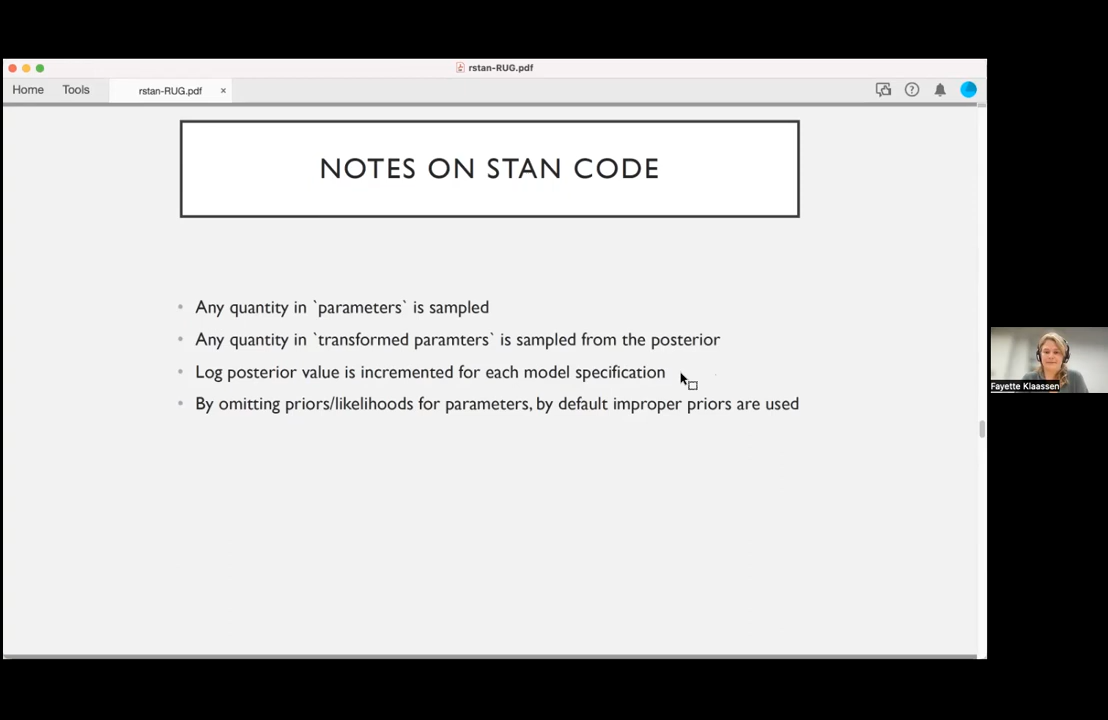 rstan-RUG.pdf
Home Tools rstan-RUG.pdf ×
NOTES ON STAN CODE
• Any quantity in `parameters` is sampled
• Any quantity in `transformed paramters` is sampled from the posterior
• Log posterior value is incremented for each model specification
• By omitting priors/likelihoods for parameters, by default improper priors are used
Fayette Klaassen